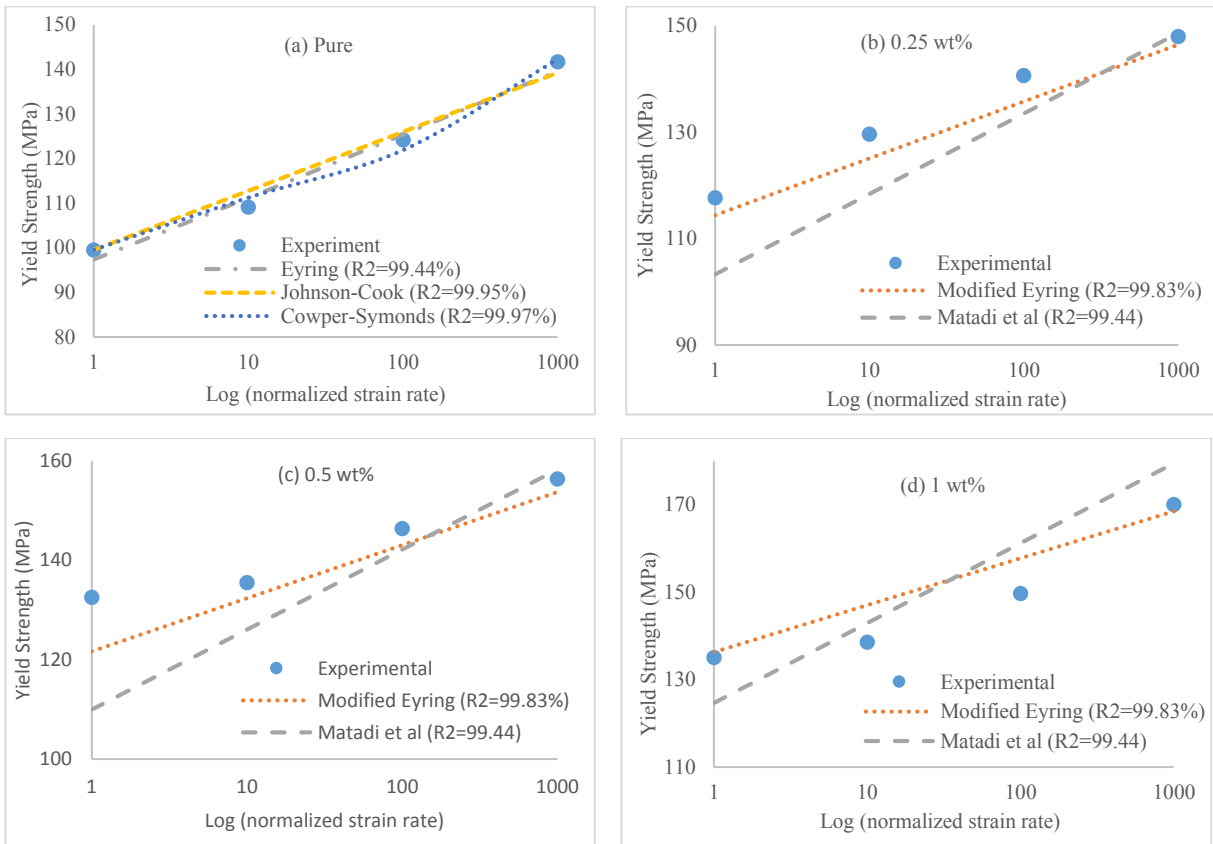 150
140
130
120
110
100
90
80
Yield Strength (MPa)
(a) Pure
Experiment
Eyring (R2=99.44%)
Johnson-Cook (R2=99.95%)
Cowper-Symonds (R2=99.97%)
1 10 100 1000
Log (normalized strain rate)
150
130
110
90
Yield Strength (MPa)
(b) 0.25 wt%
Experimental
Modified Eyring (R2=99.83%)
Matadi et al (R2=99.44)
1 10 100 1000
Log (normalized strain rate)
160
140
120
100
Yield Strength (MPa)
(c) 0.5 wt%
Experimental
Modified Eyring (R2=99.83%)
Matadi et al (R2=99.44)
1 10 100 1000
Log (normalized strain rate)
170
150
130
110
Yield Strength (MPa)
(d) 1 wt%
Experimental
Modified Eyring (R2=99.83%)
Matadi et al (R2=99.44)
1 10 100 1000
Log (normalized strain rate)